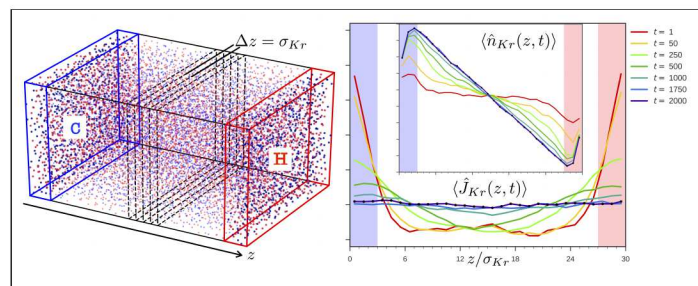 Δz = σ_Kr
C
H
z
⟨n̂_Kr(z,t)⟩
⟨Ĵ_Kr(z,t)⟩
t = 1
t = 50
t = 250
t = 500
t = 1000
t = 1750
t = 2000
0 6 12 18 24 30
z/σ_Kr